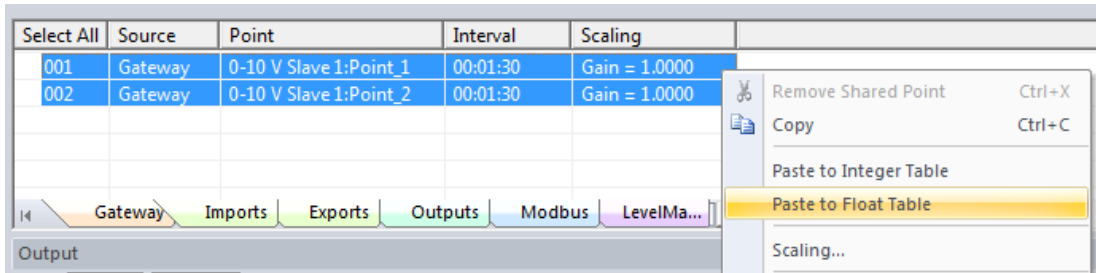 Select All Source Point Interval Scaling
001 Gateway 0-10 V Slave 1:Point_1 00:01:30 Gain = 1.0000
002 Gateway 0-10 V Slave 1:Point_2 00:01:30 Gain = 1.0000
Remove Shared Point Ctrl+X
Copy Ctrl+C
Paste to Integer Table
Paste to Float Table
Scaling...
Gateway Imports Exports Outputs Modbus LevelMa...
Output